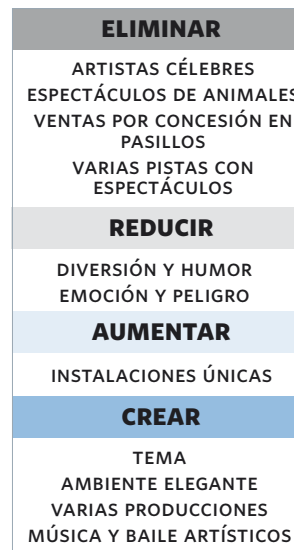 ELIMINAR
ARTISTAS CÉLEBRES
ESPECTÁCULOS DE ANIMALES
VENTAS POR CONCESIÓN EN
PASILLOS
VARIAS PISTAS CON
ESPECTÁCULOS
REDUCIR
DIVERSIÓN Y HUMOR
EMOCIÓN Y PELIGRO
AUMENTAR
INSTALACIONES ÚNICAS
CREAR
TEMA
AMBIENTE ELEGANTE
VARIAS PRODUCCIONES
MÚSICA Y BAILE ARTÍSTICOS